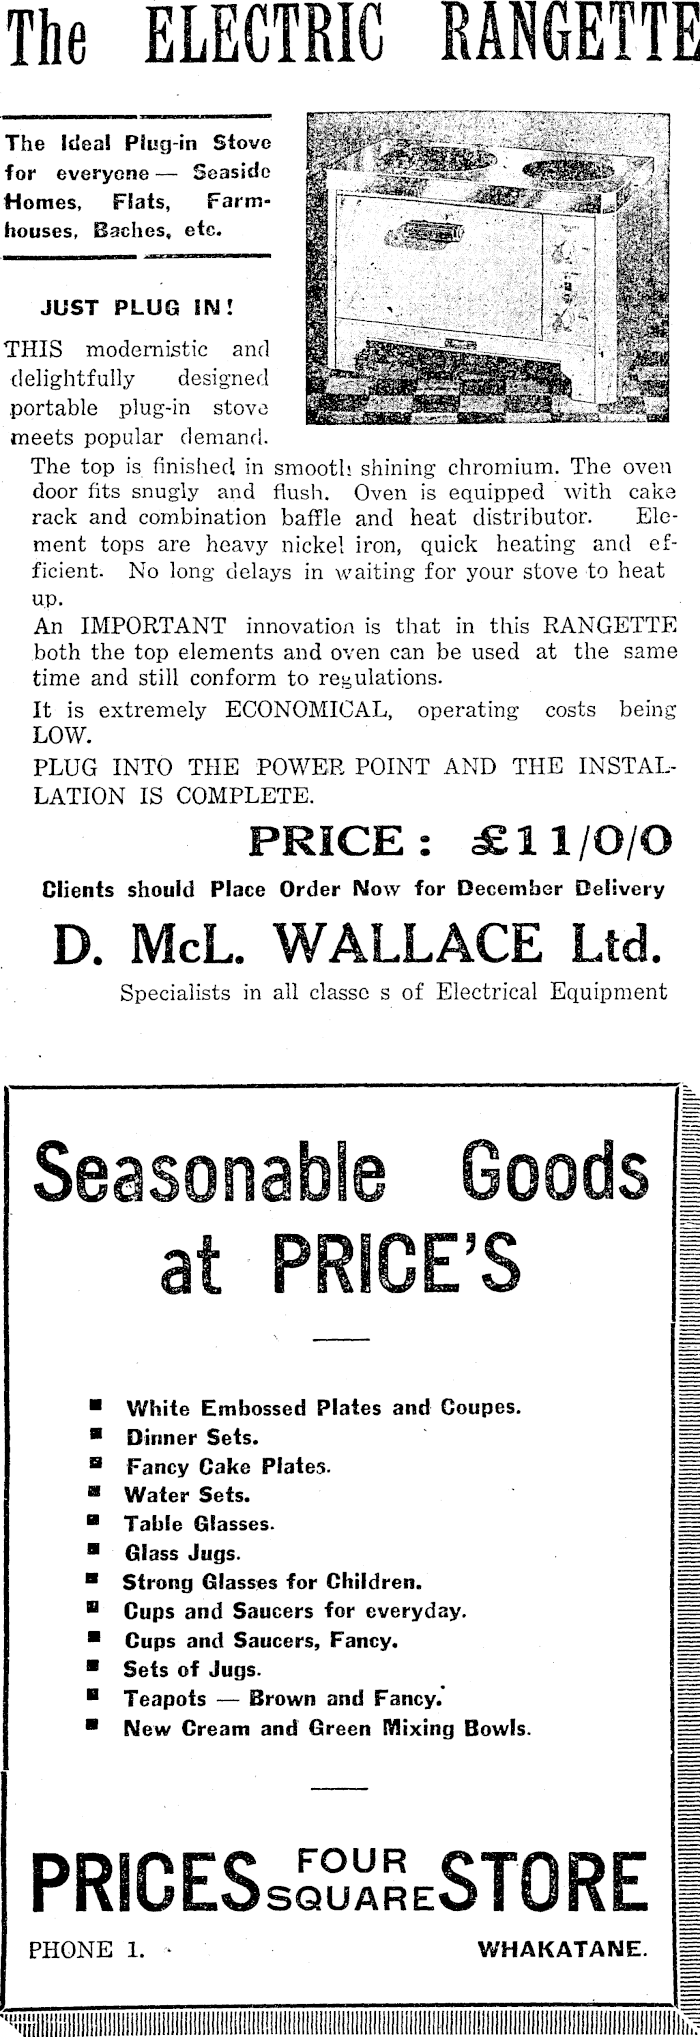 The ELECTRIC RANGETTE
The Ideal Plug-in Stove
for everyone — Seaside
Homes, Flats, Farm-
houses, Baches, etc.
JUST PLUG IN!
THIS modernistic and
delightfully designed
portable plug-in stove
meets popular demand.
The top is finished in smooth shining chromium. The oven
door fits snugly and flush. Oven is equipped with cake
rack and combination baffle and heat distributor. Ele-
ment tops are heavy nickel iron, quick heating and ef-
ficient. No long delays in waiting for your stove to heat
up.
An IMPORTANT innovation is that in this RANGETTE
both the top elements and oven can be used at the same
time and still conform to regulations.
It is extremely ECONOMICAL, operating costs being
LOW.
PLUG INTO THE POWER POINT AND THE INSTAL-
LATION IS COMPLETE.
PRICE: £11/0/0
Clients should Place Order Now for December Delivery
D. McL. WALLACE Ltd.
Specialists in all classe s of Electrical Equipment
Seasonable Goods
at PRICE'S
■ White Embossed Plates and Coupes.
■ Dinner Sets.
■ Fancy Cake Plates.
■ Water Sets.
■ Table Glasses.
■ Glass Jugs.
■ Strong Glasses for Children.
■ Cups and Saucers for everyday.
■ Cups and Saucers, Fancy.
■ Sets of Jugs.
■ Teapots — Brown and Fancy.
■ New Cream and Green Mixing Bowls.
PRICES FOUR SQUARE STORE
PHONE 1. WHAKATANE.